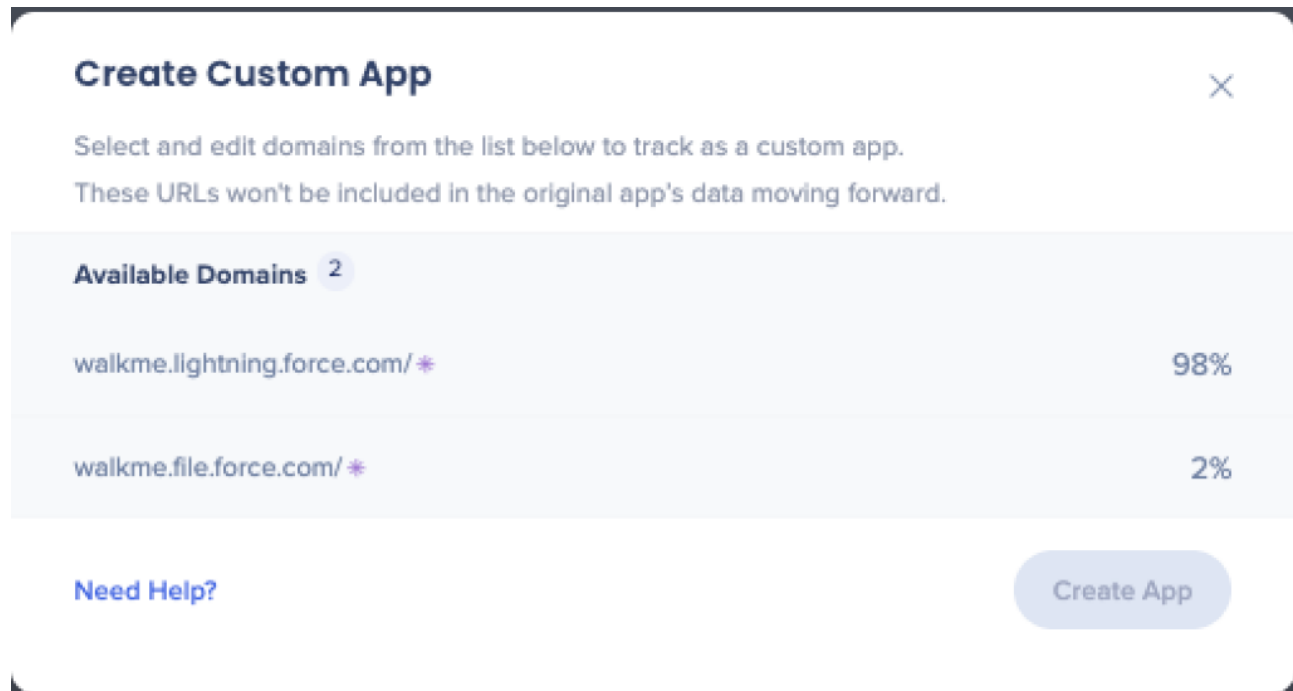 Create Custom App
Select and edit domains from the list below to track as a custom app.
These URLs won't be included in the original app's data moving forward.
Available Domains 2
walkme.lightning.force.com/* 98%
walkme.file.force.com/* 2%
Need Help? Create App